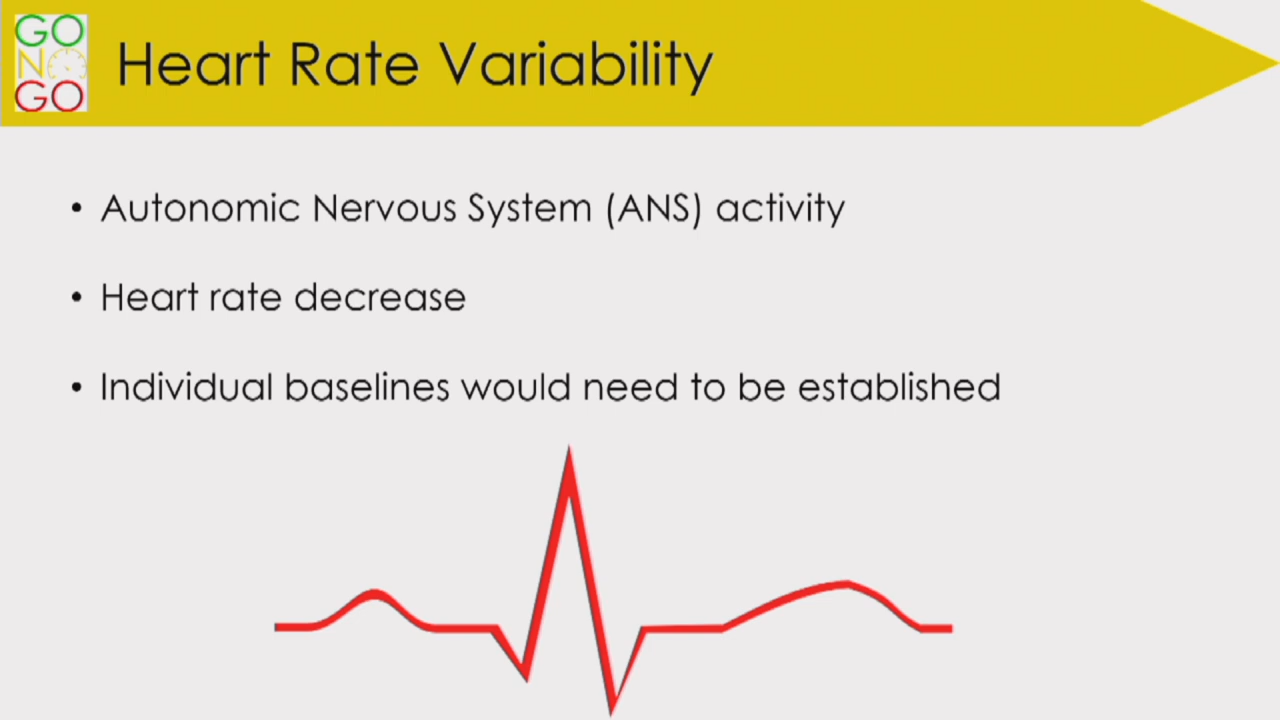 GO
NO
GO
Heart Rate Variability
• Autonomic Nervous System (ANS) activity
• Heart rate decrease
• Individual baselines would need to be established